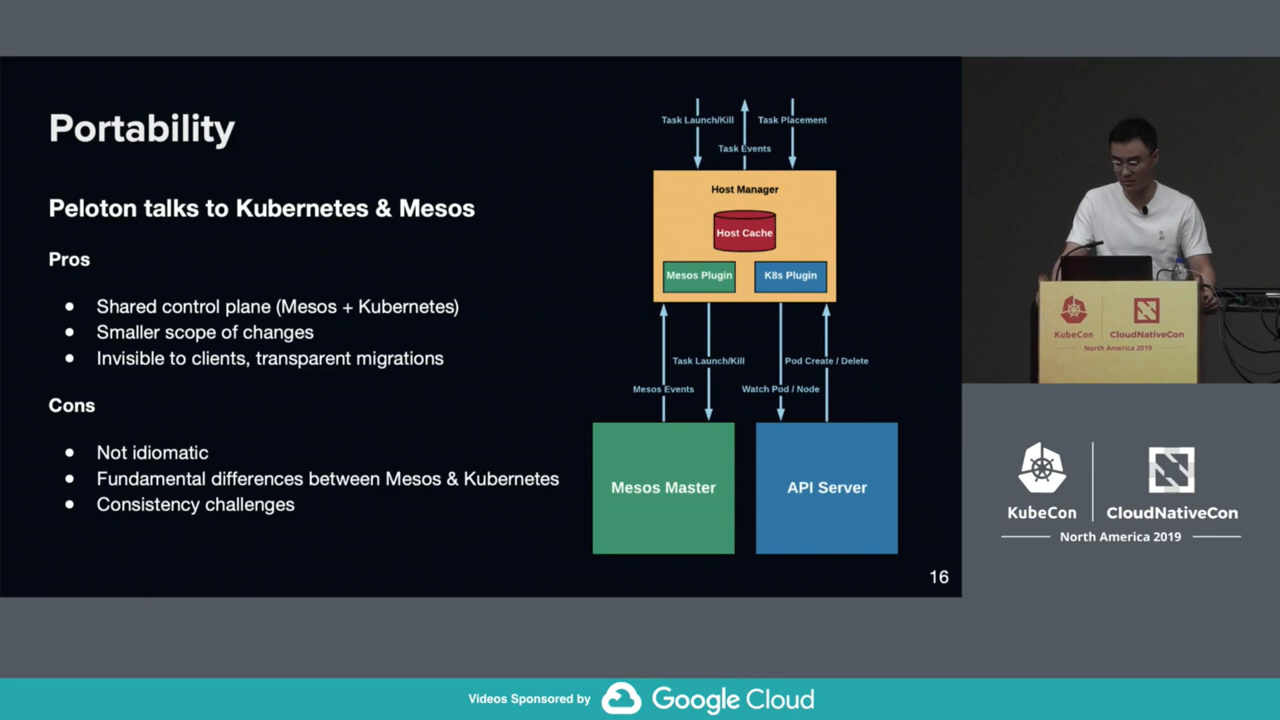 Portability
Peloton talks to Kubernetes & Mesos
Pros
● Shared control plane (Mesos + Kubernetes)
● Smaller scope of changes
● Invisible to clients, transparent migrations
Cons
● Not idiomatic
● Fundamental differences between Mesos & Kubernetes
● Consistency challenges
Task Launch/Kill
Task Placement
Task Events
Host Manager
Host Cache
Mesos Plugin
K8s Plugin
Task Launch/Kill
Pod Create / Delete
Mesos Events
Watch Pod / Node
Mesos Master
API Server
16
KubeCon
CloudNativeCon
North America 2019
KubeCon
CloudNativeCon
North America 2019
Videos Sponsored by
Google Cloud